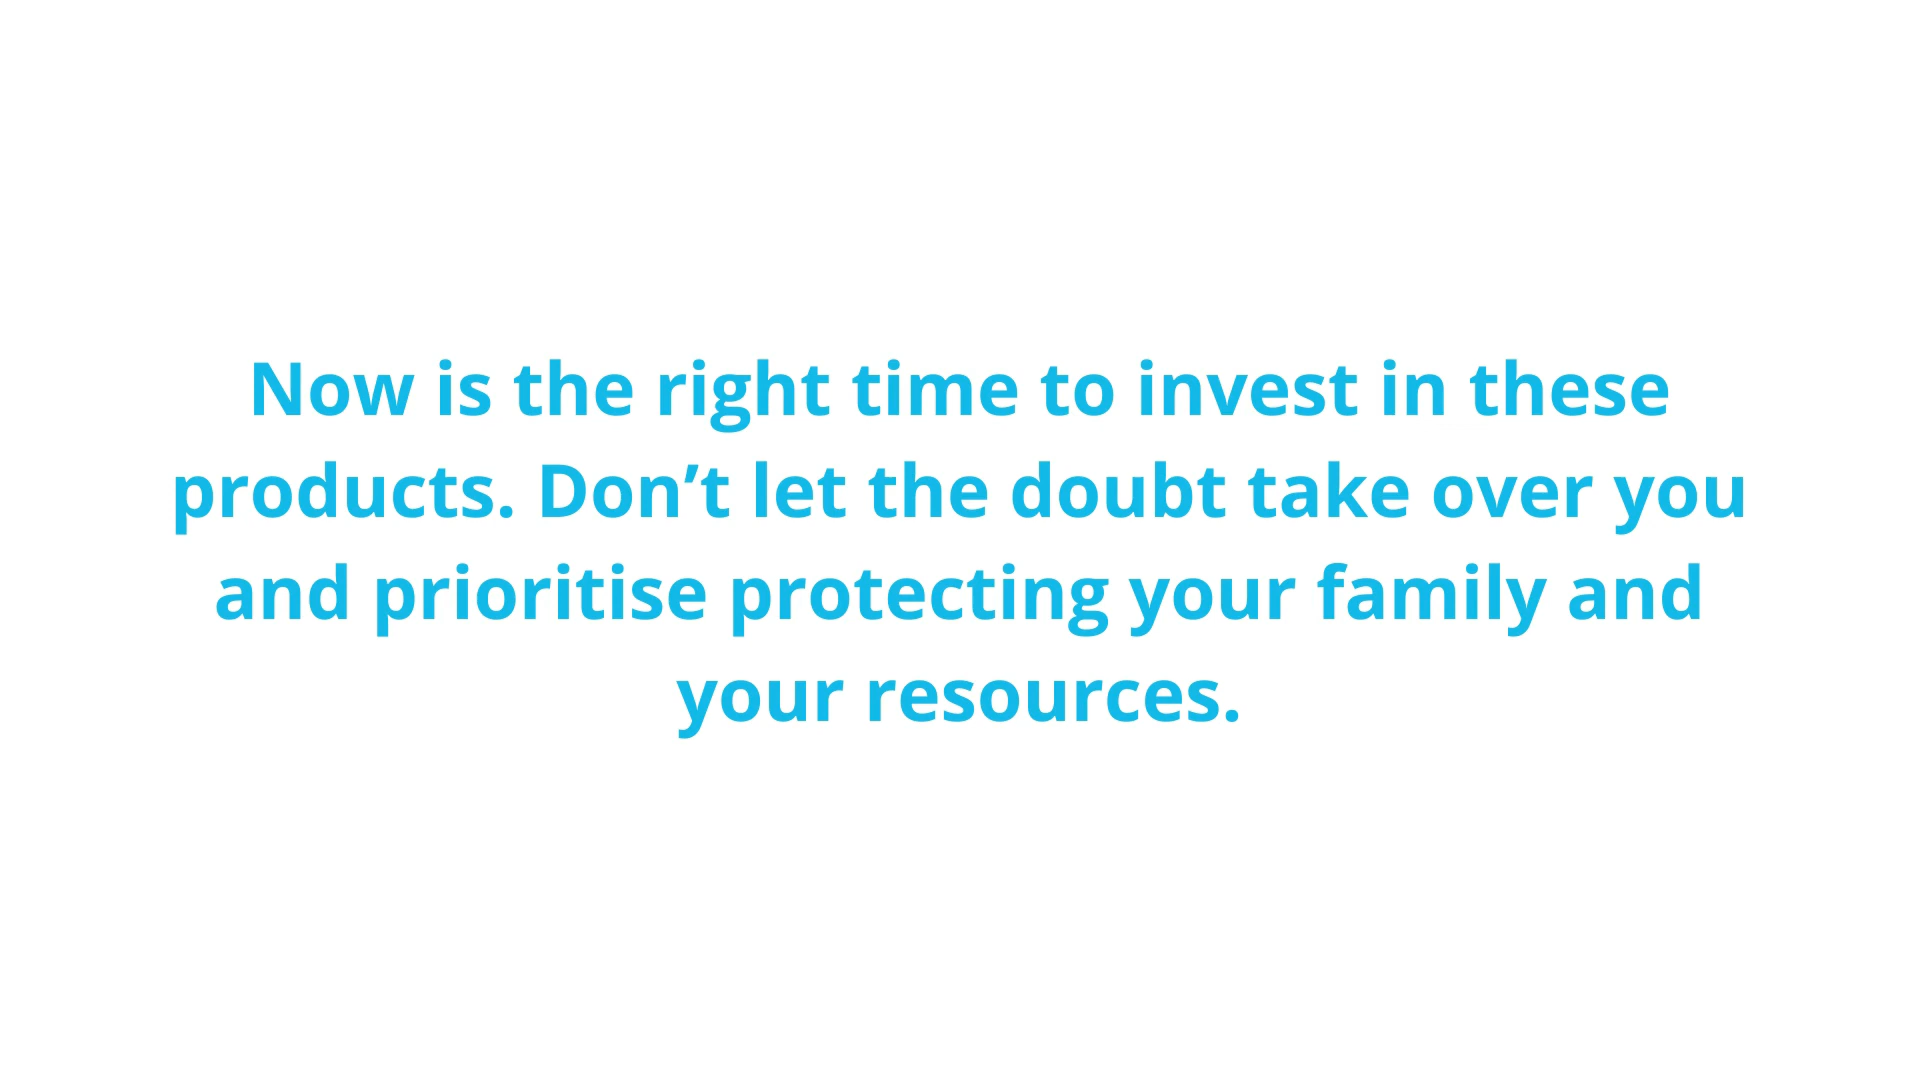 Now is the right time to invest in these
products. Don’t let the doubt take over you
and prioritise protecting your family and
your resources.